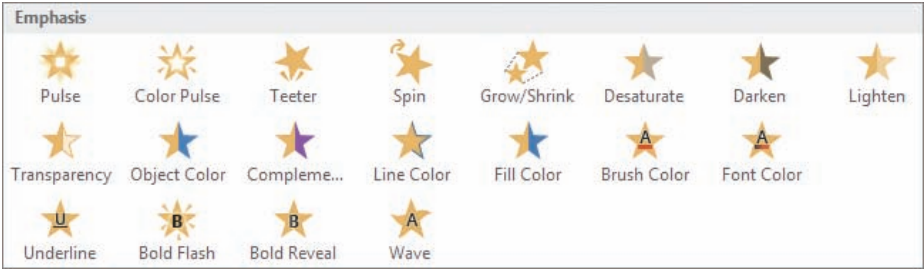 Emphasis
Pulse Color Pulse Teeter Spin Grow/Shrink Desaturate Darken Lighten
Transparency Object Color Compleme... Line Color Fill Color Brush Color Font Color
U B B A A A
Underline Bold Flash Bold Reveal Wave